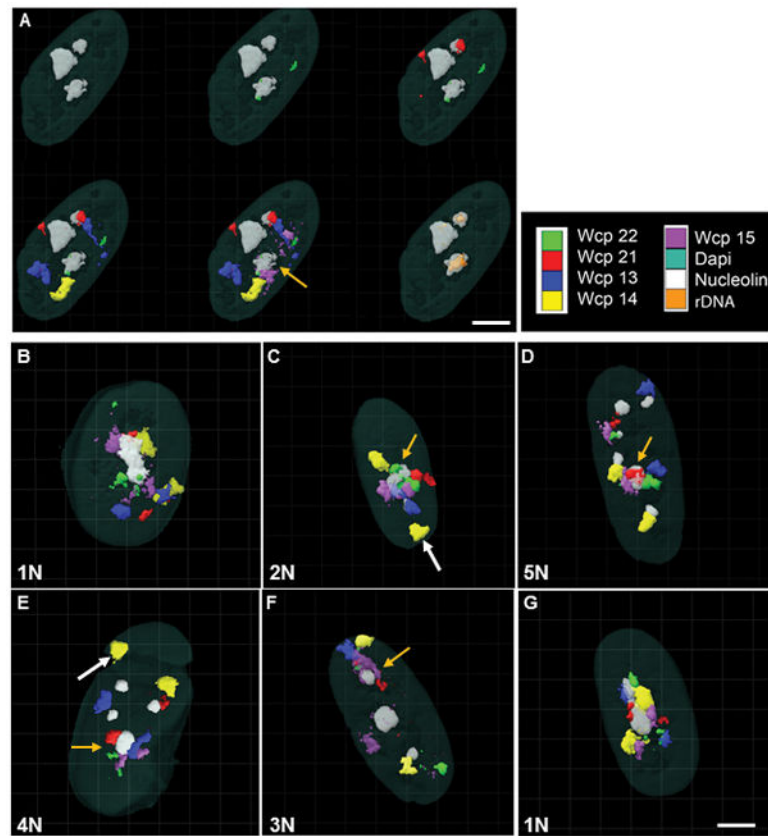 A
Wcp 22
Wcp 21
Wcp 13
Wcp 14
Wcp 15
Dapi
Nucleolin
rDNA
B
1N
C
2N
D
5N
E
4N
F
3N
G
1N